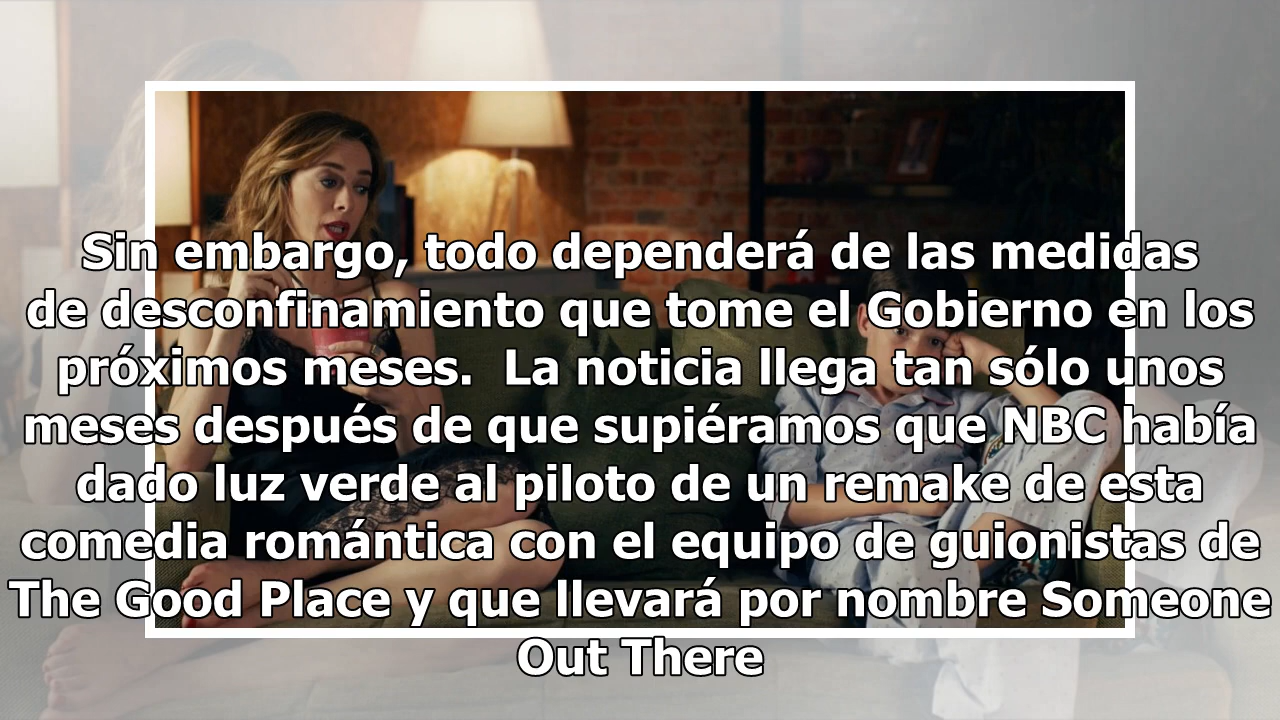 Sin embargo, todo dependerá de las medidas
de desconfinamiento que tome el Gobierno en los
próximos meses.  La noticia llega tan sólo unos
meses después de que supiéramos que NBC había
dado luz verde al piloto de un remake de esta
comedia romántica con el equipo de guionistas de
The Good Place y que llevará por nombre Someone
Out There